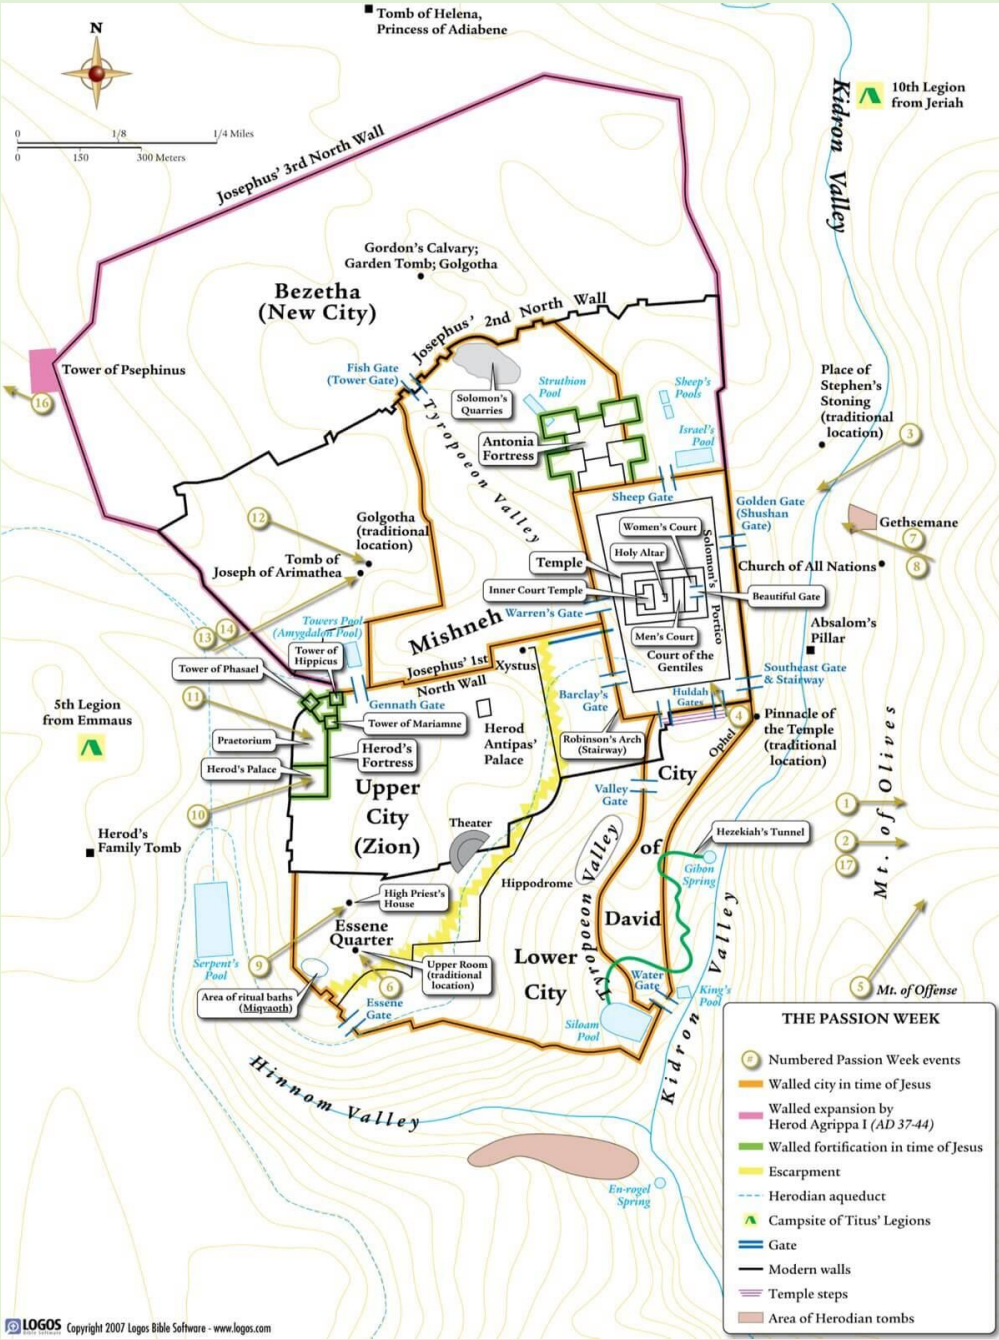 Tomb of Helena,
Princess of Adiabene
N
0 1/8 1/4 Miles
0 150 300 Meters
10th Legion
from Jeriah
Kidron Valley
Josephus' 3rd North Wall
Gordon's Calvary;
Garden Tomb; Golgotha
Bezetha
(New City)
Josephus' 2nd North Wall
Tower of Psephinus
16
Fish Gate
(Tower Gate)
Solomon's
Quarries
Struthion
Pool
Sheep's
Pools
Israel's
Pool
Antonia
Fortress
Tyropoeon Valley
Place of
Stephen's
Stoning
(traditional
location)
3
Sheep Gate
Golden Gate
(Shushan
Gate)
Gethsemane
7
8
Church of All Nations
12
Golgotha
(traditional
location)
Tomb of
Joseph of Arimathea
13
14
Women's Court
Holy Altar
Temple
Inner Court Temple
Solomon's Portico
Beautiful Gate
Men's Court
Court of the
Gentiles
Warren's Gate
Absalom's
Pillar
Southeast Gate
& Stairway
Towers Pool
(Amygdalon Pool)
Mishneh
Josephus' 1st
North Wall
Xystus
Tower of
Hippicus
Tower of Phasael
Gennath Gate
Barclay's
Gate
Huldah
Gates
4
Pinnacle of
the Temple
(traditional
location)
Ophel
Robinson's Arch
(Stairway)
5th Legion
from Emmaus
11
Tower of Mariamne
Praetorium
Herod's
Fortress
Herod's Palace
10
Herod
Antipas'
Palace
Upper
City
(Zion)
Theater
Herod's
Family Tomb
Valley
Gate
City
of
David
Hezekiah's Tunnel
Gihon
Spring
Mt. of Olives
1
2
17
Tyropoeon Valley
Hippodrome
High Priest's
House
Essene
Quarter
9
Upper Room
(traditional
location)
6
Serpent's
Pool
Area of ritual baths
(Miqvaoth)
Essene
Gate
Lower
City
Water
Gate
King's
Pool
Siloam
Pool
Kidron Valley
5
Mt. of Offense
Hinnom Valley
En-rogel
Spring
THE PASSION WEEK
# Numbered Passion Week events
Walled city in time of Jesus
Walled expansion by
Herod Agrippa I (AD 37-44)
Walled fortification in time of Jesus
Escarpment
Herodian aqueduct
Campsite of Titus' Legions
Gate
Modern walls
Temple steps
Area of Herodian tombs
LOGOS
Bible Software
Copyright 2007 Logos Bible Software - www.logos.com